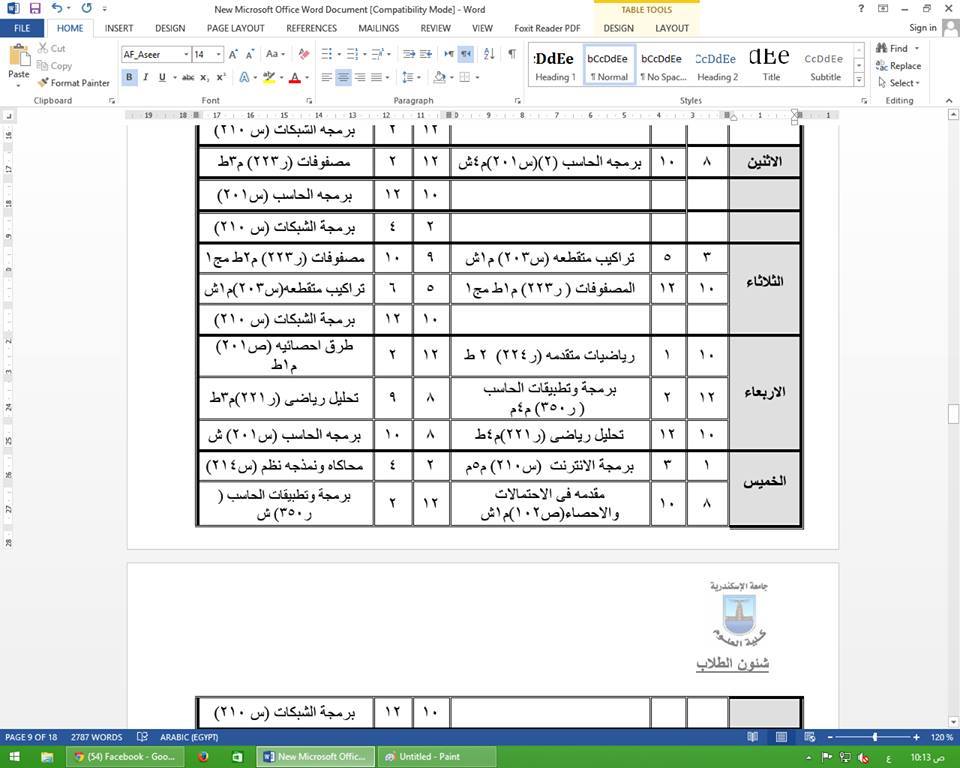 New Microsoft Office Word Document [Compatibility Mode] - Word
TABLE TOOLS
Sign in
FILE HOME INSERT DESIGN PAGE LAYOUT REFERENCES MAILINGS REVIEW VIEW Foxit Reader PDF DESIGN LAYOUT
Paste
Cut
Copy
Format Painter
Clipboard
AF_Aseer 14
Font
Paragraph
Heading 1 ¶ Normal ¶ No Spac... Heading 2 Title Subtitle
Styles
Find
Replace
Select
Editing
١٢ ٢ برمجة الشبكات (س ٢١٠)
الاثنين ٨ ١٠ برمجه الحاسب (٢)(س٢٠١)م٤ش ١٢ ٢ مصفوفات (ر٢٢٣) م٣ط
١٠ ١٢ برمجه الحاسب (س٢٠١)
٢ ٤ برمجة الشبكات (س ٢١٠)
الثلاثاء ٣ ٥ تراكيب متقطعه (س٢٠٣) م١ش ٩ ١٠ مصفوفات (ر٢٢٣) م٢ط مج١
١٠ ١٢ المصفوفات ( ر٢٢٣) م١ط مج١ ٥ ٦ تراكيب متقطعه(س٢٠٣)م١ش
١٠ ١٢ برمجة الشبكات (س ٢١٠)
الاربعاء ١٠ ١ رياضيات متقدمه (ر٢٢٤) ٢ ط ١٢ ٢ طرق احصائيه (ص٢٠١)
م١ط
١٢ ٢ برمجة وتطبيقات الحاسب
( ر٣٥٠) م٤م ٨ ٩ تحليل رياضى (ر٢٢١)م٣ط
١٠ ١٢ تحليل رياضى (ر٢٢١)م٤ط ٨ ١٠ برمجه الحاسب (س٢٠١) ش
الخميس ١ ٣ برمجة الانترنت (س٢١٠) م٥م ٢ ٤ محاكاه ونمذجه نظم (س٢١٤)
٨ ١٠ مقدمه فى الاحتمالات
والاحصاء(ص١٠٢)م١ش ١٢ ٢ برمجة وتطبيقات الحاسب (
ر٣٥٠) ش
جامعة الإسكندرية
كلية العلوم
شئون الطلاب
١٠ ١٢ برمجة الشبكات (س ٢١٠)
PAGE 9 OF 18 2787 WORDS ARABIC (EGYPT) 120 %
(54) Facebook - Goo... New Microsoft Offic... Untitled - Paint ع 10:13 ص